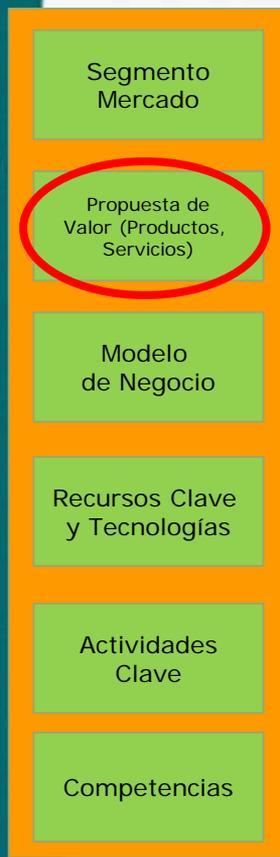 Segmento
Mercado
Propuesta de
Valor (Productos,
Servicios)
Modelo
de Negocio
Recursos Clave
y Tecnologías
Actividades
Clave
Competencias